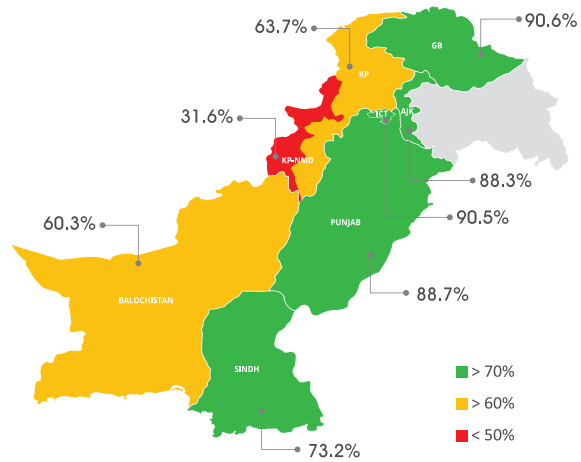 90.6%
63.7%
GB
KP
31.6%
ICT
AJK
KP-NMD
88.3%
90.5%
60.3%
PUNJAB
88.7%
BALOCHISTAN
SINDH
> 70%
> 60%
< 50%
73.2%